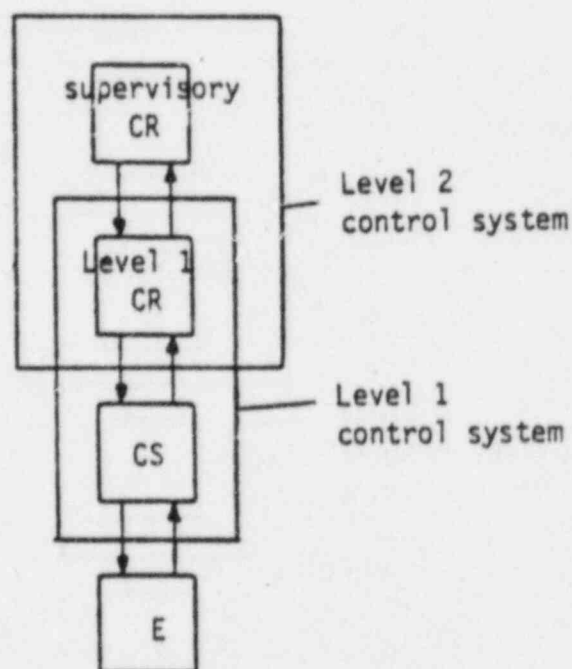 supervisory
CR
Level 2
control system
Level 1
CR
Level 1
control system
CS
E